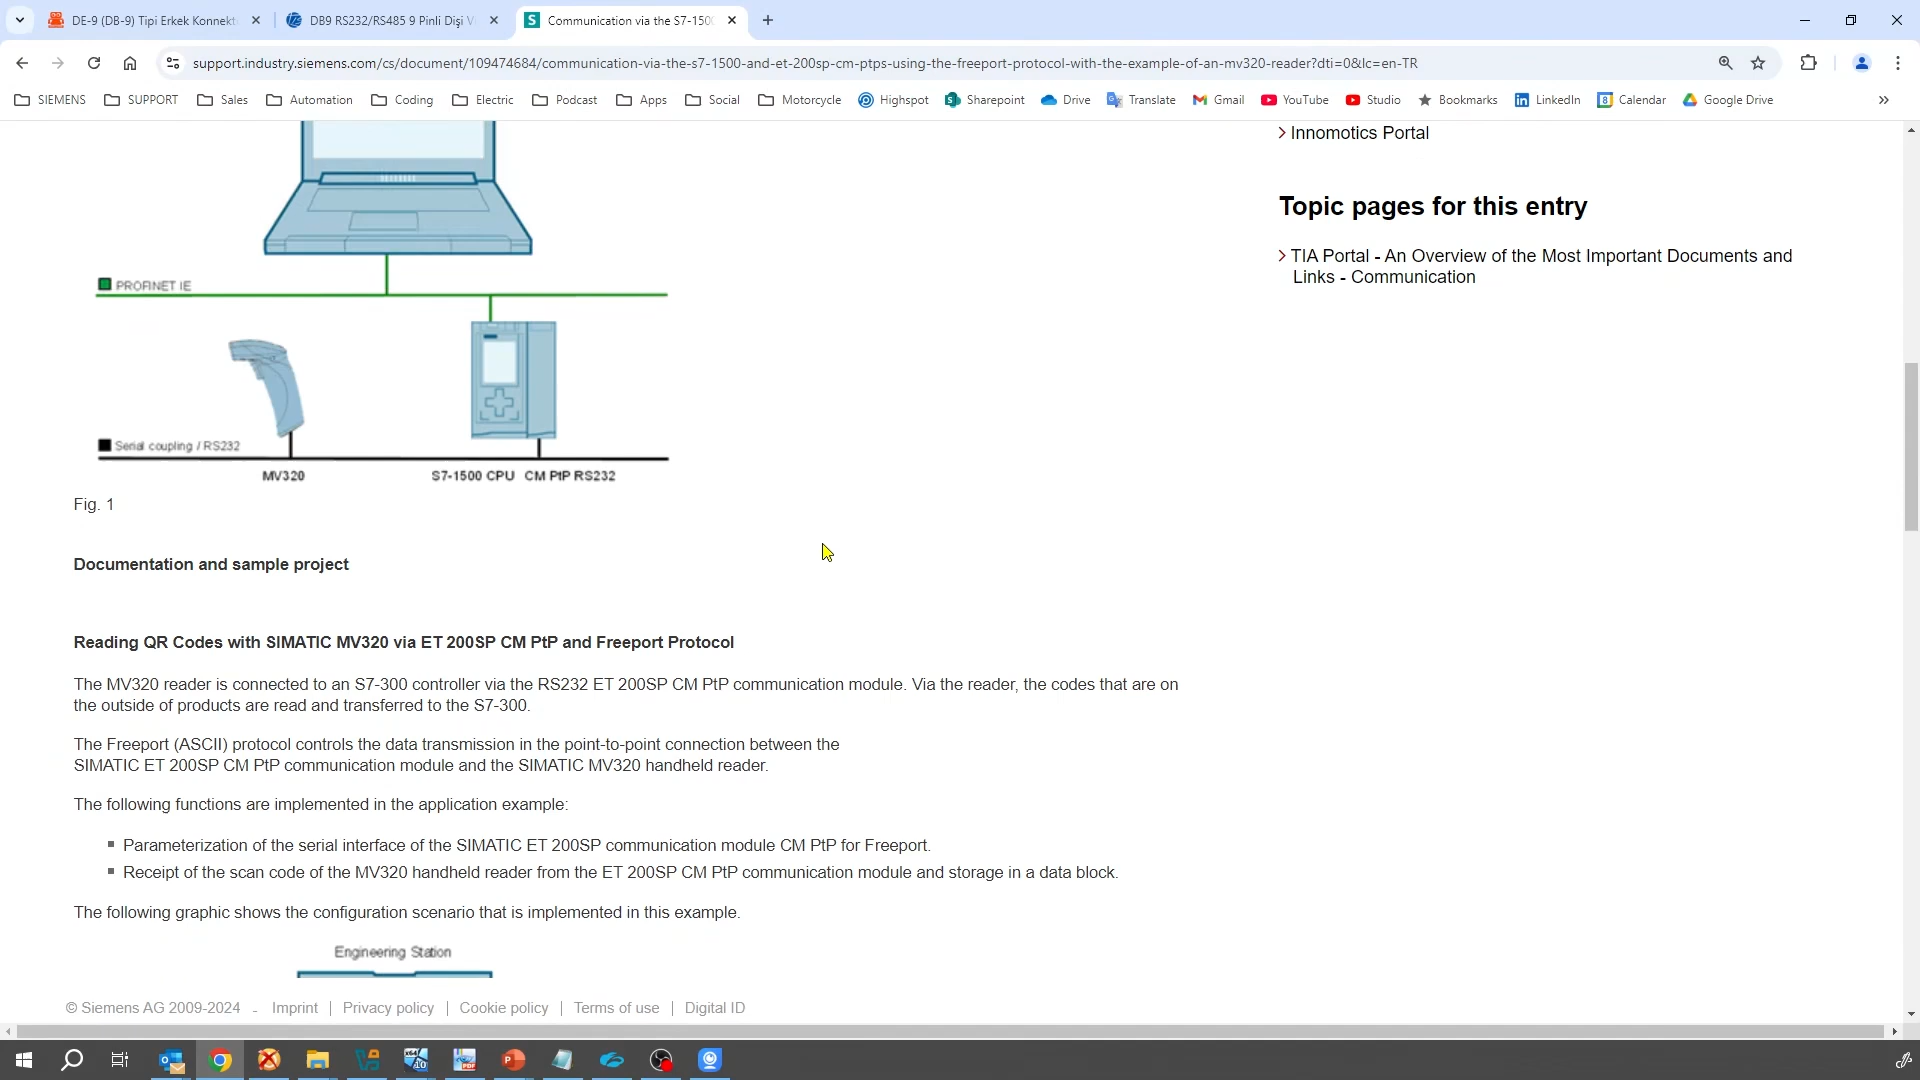 DE-9 (DB-9) Tipi Erkek Konnekt
DB9 RS232/RS485 9 Pinli Dişi V
Communication via the S7-150
support.industry.siemens.com/cs/document/109474684/communication-via-the-s7-1500-and-et-200sp-cm-ptps-using-the-freeport-protocol-with-the-example-of-an-mv320-reader?dti=0&lc=en-TR
SIEMENS SUPPORT Sales Automation Coding Electric Podcast Apps Social Motorcycle Highspot Sharepoint Drive Translate Gmail YouTube Studio Bookmarks LinkedIn Calendar Google Drive
Innomotics Portal
Topic pages for this entry
TIA Portal - An Overview of the Most Important Documents and
Links - Communication
PROFINET IE
Serial coupling / RS232
MV320 S7-1500 CPU CM PtP RS232
Fig. 1
Documentation and sample project
Reading QR Codes with SIMATIC MV320 via ET 200SP CM PtP and Freeport Protocol
The MV320 reader is connected to an S7-300 controller via the RS232 ET 200SP CM PtP communication module. Via the reader, the codes that are on
the outside of products are read and transferred to the S7-300.
The Freeport (ASCII) protocol controls the data transmission in the point-to-point connection between the
SIMATIC ET 200SP CM PtP communication module and the SIMATIC MV320 handheld reader.
The following functions are implemented in the application example:
Parameterization of the serial interface of the SIMATIC ET 200SP communication module CM PtP for Freeport.
Receipt of the scan code of the MV320 handheld reader from the ET 200SP CM PtP communication module and storage in a data block.
The following graphic shows the configuration scenario that is implemented in this example.
Engineering Station
© Siemens AG 2009-2024 - Imprint | Privacy policy | Cookie policy | Terms of use | Digital ID